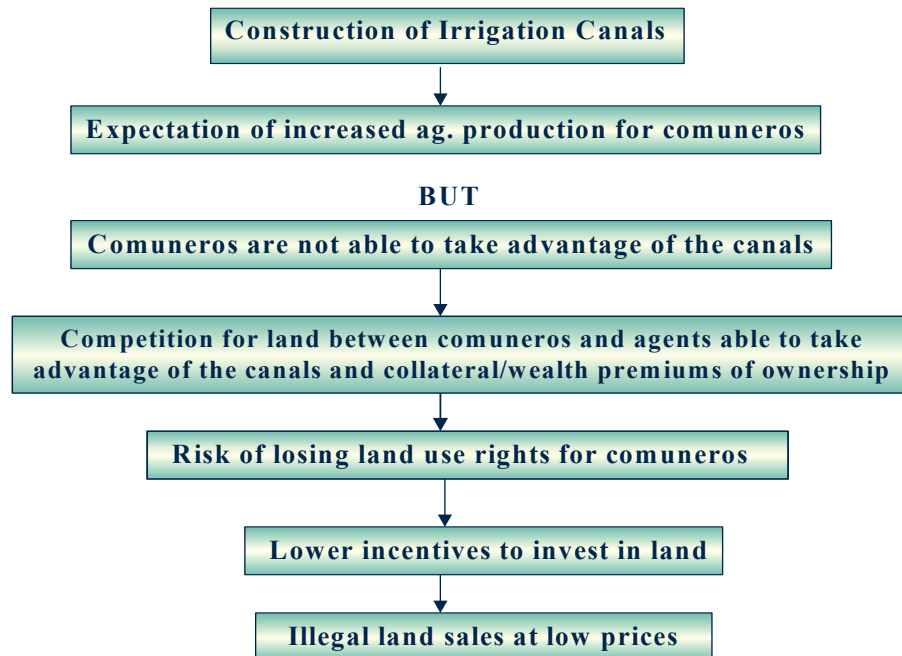 Construction of Irrigation Canals
Expectation of increased ag. production for comuneros
BUT
Comuneros are not able to take advantage of the canals
Competition for land between comuneros and agents able to take
advantage of the canals and collateral/wealth premiums of ownership
Risk of losing land use rights for comuneros
Lower incentives to invest in land
Illegal land sales at low prices